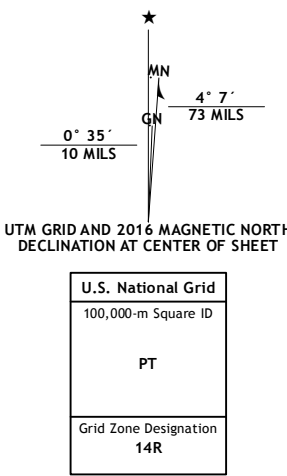 MN
4° 7´
73 MILS
GN
0° 35´
10 MILS
UTM GRID AND 2016 MAGNETIC NORTH
DECLINATION AT CENTER OF SHEET
U.S. National Grid
100,000-m Square ID
PT
Grid Zone Designation
14R